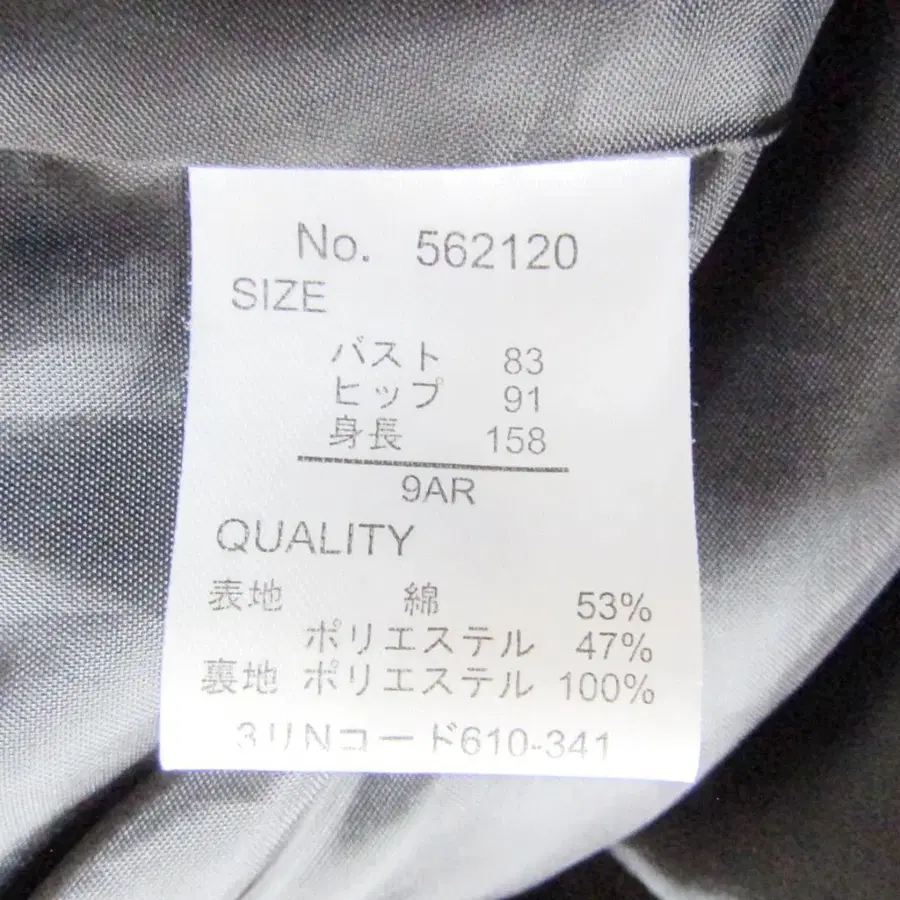 No. 562120
SIZE
バスト 83
ヒップ 91
身長 158
9AR
QUALITY
表地 綿 53%
ポリエステル 47%
裏地 ポリエステル 100%
3リNコード610-341